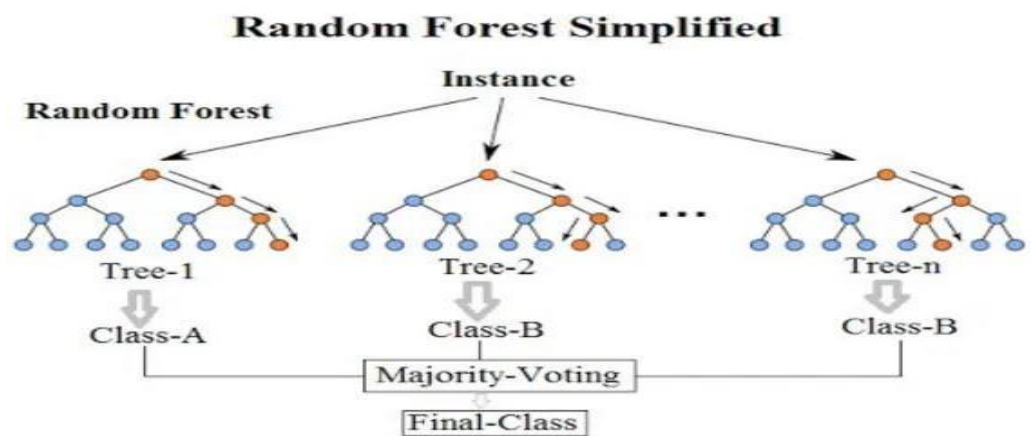 Random Forest Simplified
Instance
Random Forest
...
Tree-1
Tree-2
Tree-n
Class-A
Class-B
Class-B
Majority-Voting
Final-Class